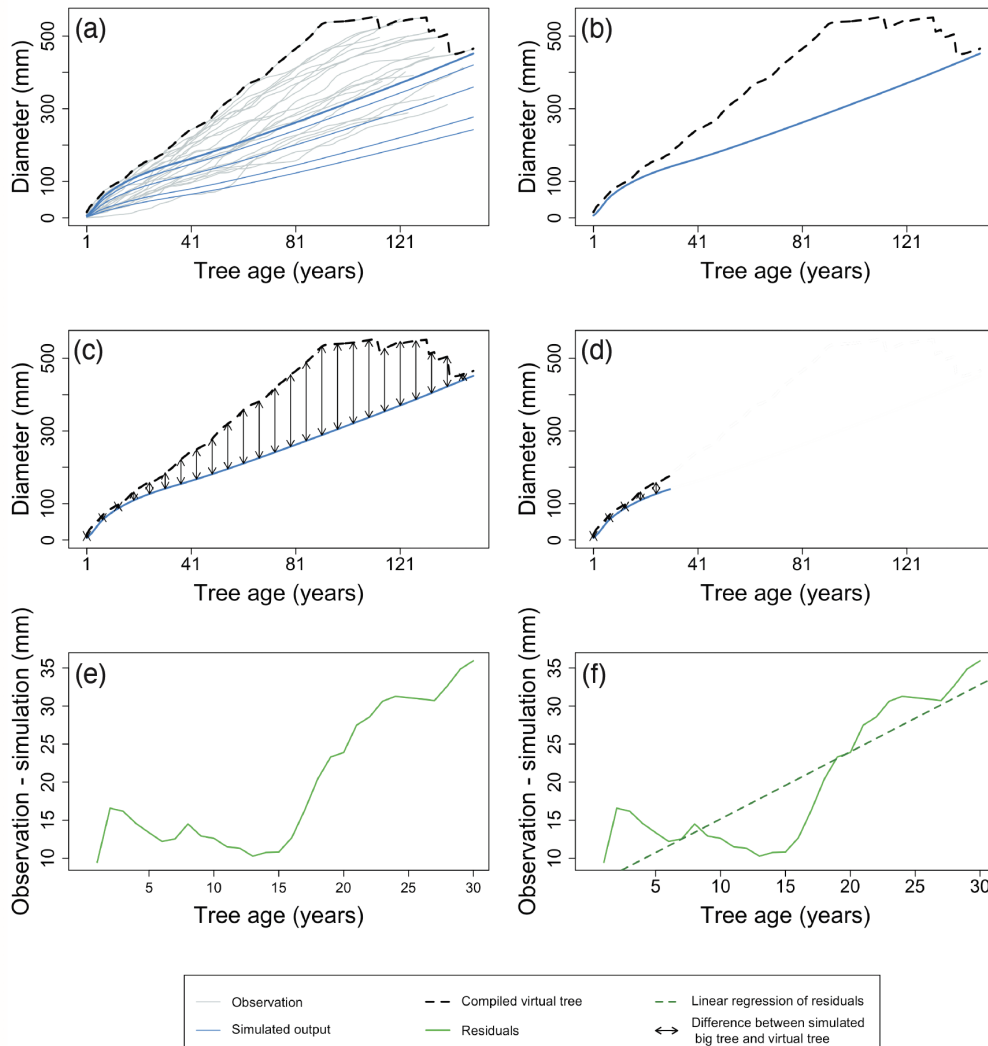 (a)
Diameter (mm)
0 100 300 500
1 41 81 121
Tree age (years)
(b)
Diameter (mm)
0 100 300 500
1 41 81 121
Tree age (years)
(c)
Diameter (mm)
0 100 300 500
1 41 81 121
Tree age (years)
(d)
Diameter (mm)
0 100 300 500
1 41 81 121
Tree age (years)
(e)
Observation - simulation (mm)
10 15 20 25 30 35
5 10 15 20 25 30
Tree age (years)
(f)
Observation - simulation (mm)
10 15 20 25 30 35
5 10 15 20 25 30
Tree age (years)
Observation
Simulated output
Compiled virtual tree
Residuals
Linear regression of residuals
Difference between simulated
big tree and virtual tree